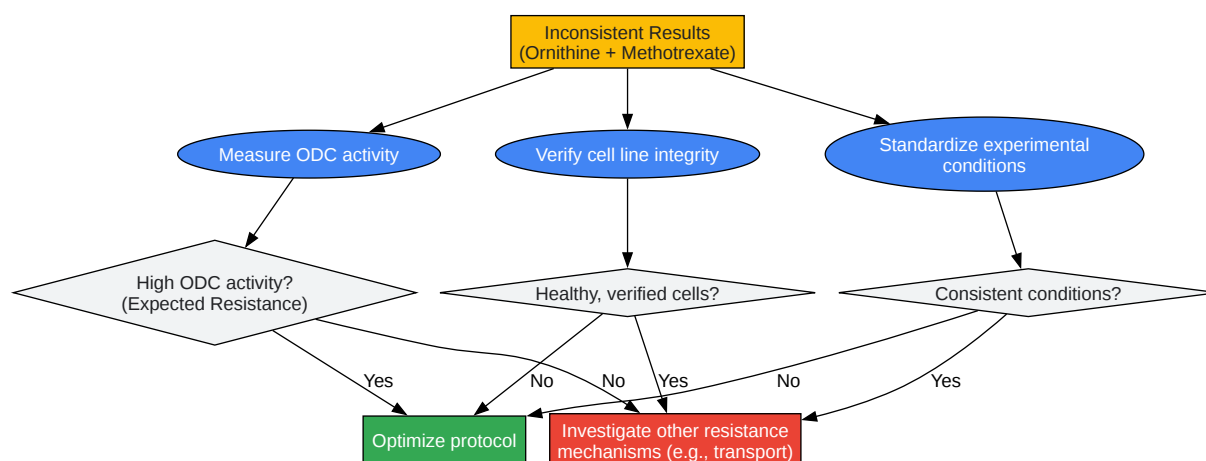 Inconsistent Results
(Ornithine + Methotrexate)
Measure ODC activity
Verify cell line integrity
Standardize experimental
conditions
High ODC activity?
(Expected Resistance)
Healthy, verified cells?
Consistent conditions?
Yes
No
No
Yes
No
Yes
Optimize protocol
Investigate other resistance
mechanisms (e.g., transport)